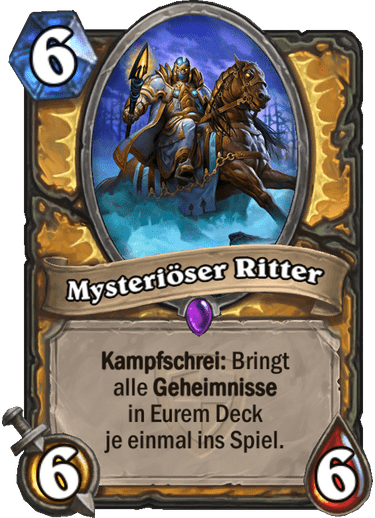 6
Mysteriöser Ritter
Kampfschrei: Bringt
alle Geheimnisse
in Eurem Deck
je einmal ins Spiel.
6
6